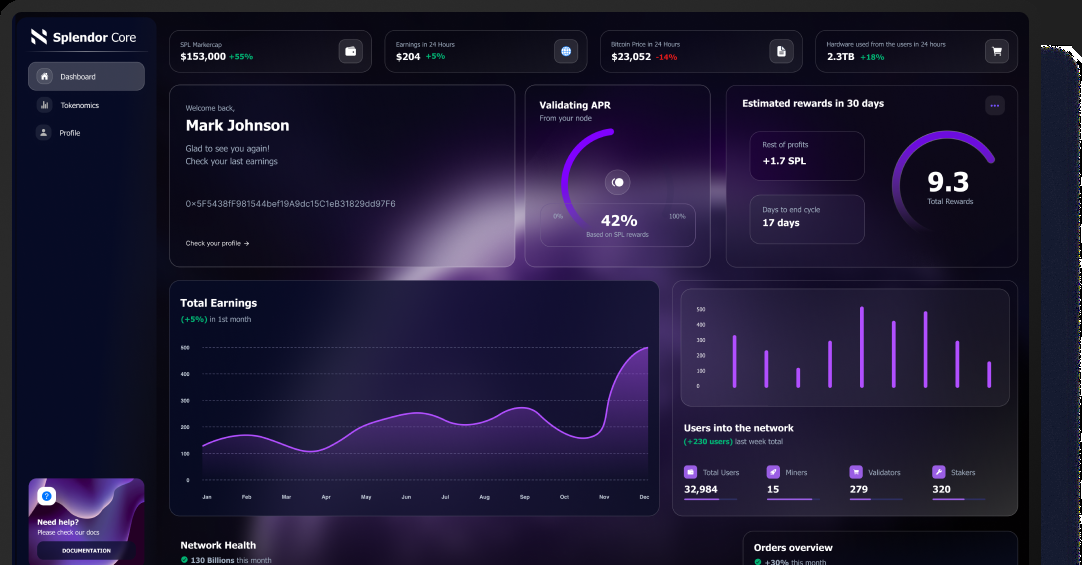 Splendor Core
Dashboard
Tokenomics
Profile
Need help?
Please check our docs
DOCUMENTATION
SPL Markercap
$153,000 +55%
Earnings in 24 Hours
$204 +5%
Bitcoin Price in 24 Hours
$23,052 -14%
Hardware used from the users in 24 hours
2.3TB +18%
Welcome back,
Mark Johnson
Glad to see you again!
Check your last earnings
0x5F5438fF981544bef19A9dc15C1eB31829dd97F6
Check your profile →
Validating APR
From your node
0% 42% 100%
Based on SPL rewards
Estimated rewards in 30 days
Rest of profits
+1.7 SPL
Days to end cycle
17 days
9.3
Total Rewards
Total Earnings
(+5%) in 1st month
500
400
300
200
100
0
Jan Feb Mar Apr May Jun Jul Aug Sep Oct Nov Dec
500
400
300
200
100
0
Users into the network
(+230 users) last week total
Total Users
32,984
Miners
15
Validators
279
Stakers
320
Network Health
130 Billions this month
Orders overview
+30% this month